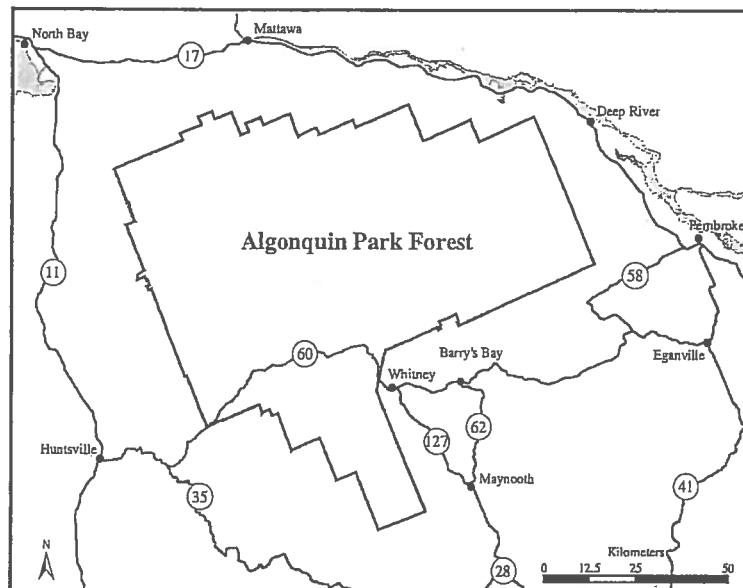 North Bay
Mattawa
17
Deep River
Algonquin Park Forest
Pembroke
11
58
60
Barry's Bay
Eganville
Whitney
Huntsville
127
62
35
Maynooth
41
N
28
Kilometers
0 12.5 25 50